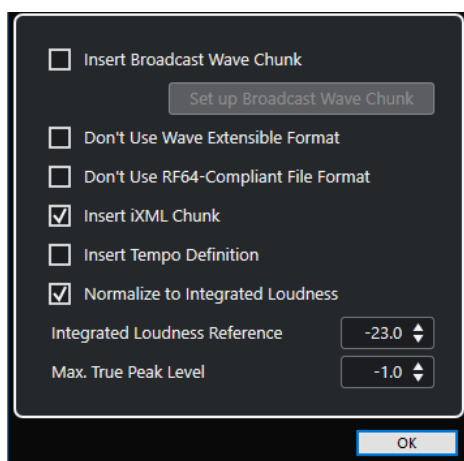 Insert Broadcast Wave Chunk
Set up Broadcast Wave Chunk
Don't Use Wave Extensible Format
Don't Use RF64-Compliant File Format
Insert iXML Chunk
Insert Tempo Definition
Normalize to Integrated Loudness
Integrated Loudness Reference -23.0
Max. True Peak Level -1.0
OK